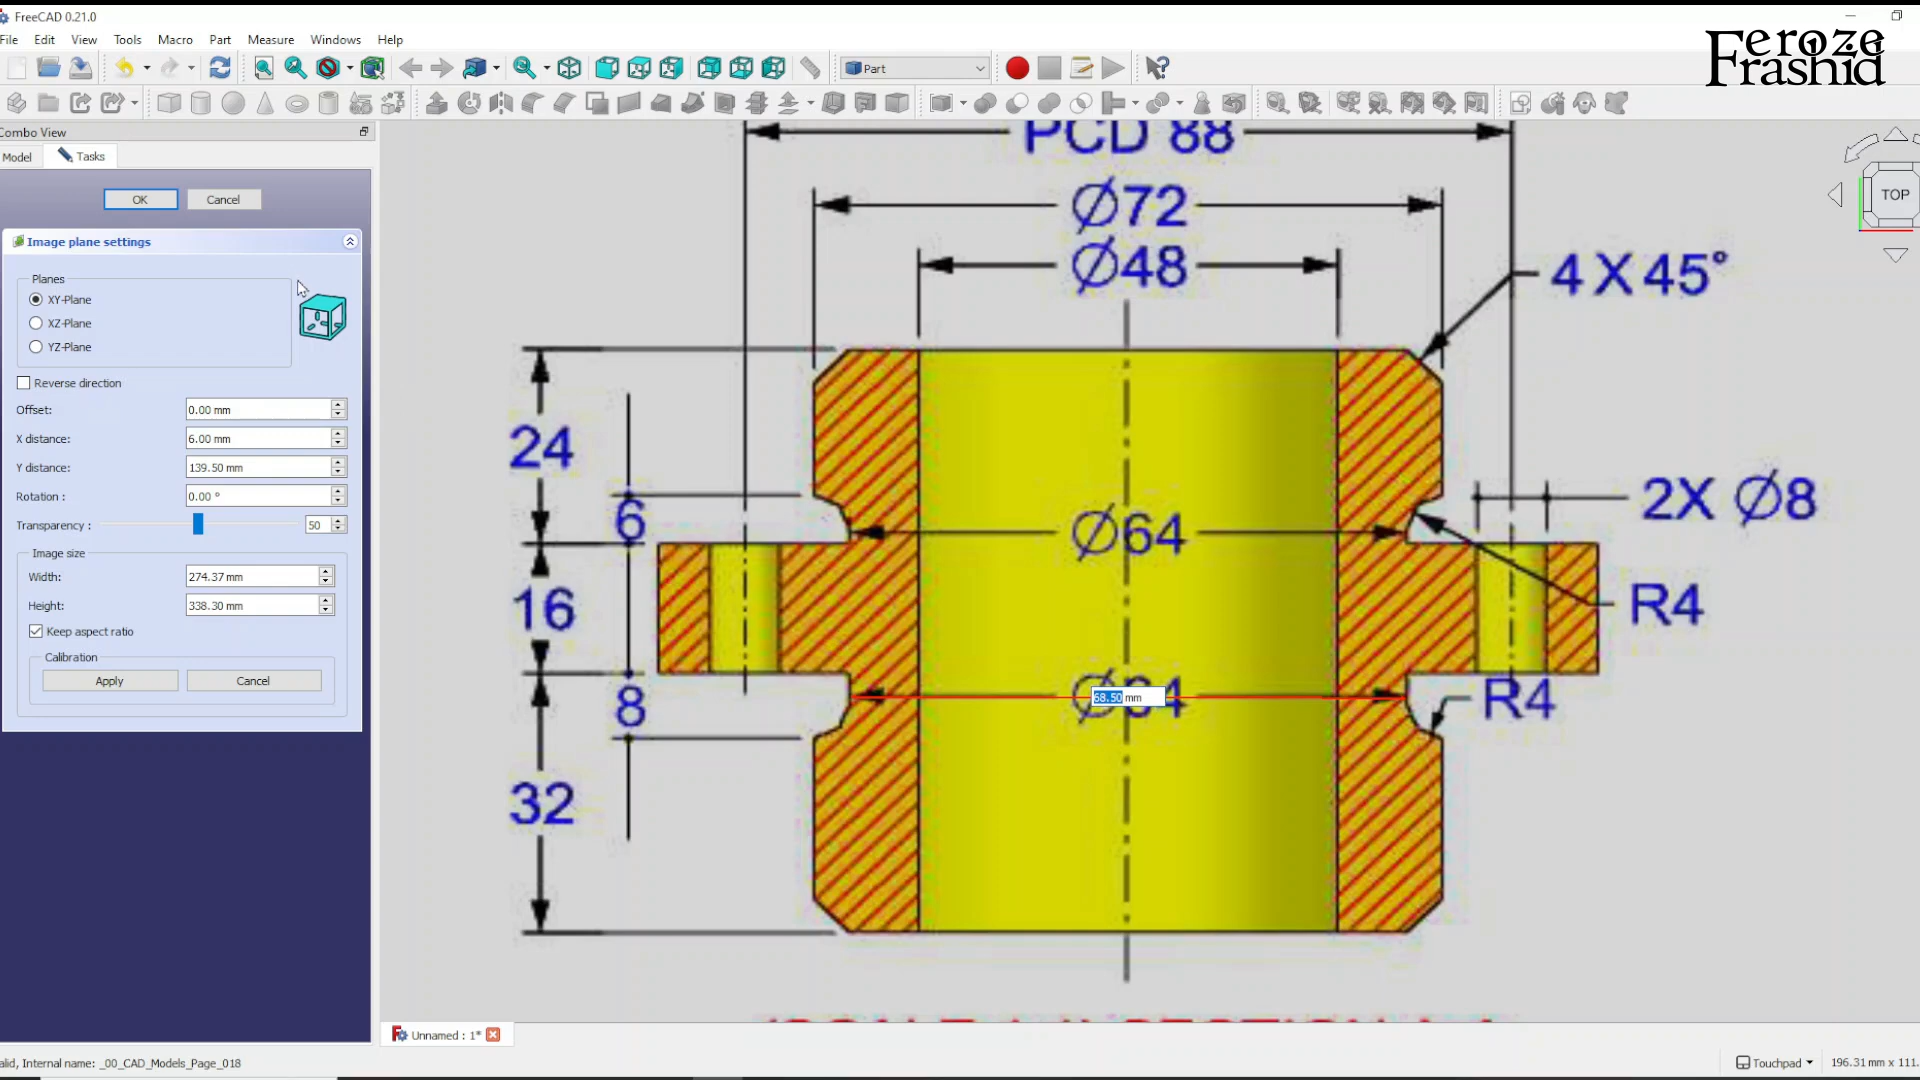 FreeCAD 0.21.0
File Edit View Tools Macro Part Measure Windows Help
Feroze
Frashid
Part
Combo View
Model Tasks
OK Cancel
Image plane settings
Planes
XY-Plane
XZ-Plane
YZ-Plane
Reverse direction
Offset: 0.00 mm
X distance: 6.00 mm
Y distance: 139.50 mm
Rotation : 0.00 °
Transparency : 50
Image size
Width: 274.37 mm
Height: 338.30 mm
Keep aspect ratio
Calibration
Apply Cancel
TOP
PCD 88
Ø72
Ø48
4 X 45°
24
6
Ø64
2X Ø8
16
R4
8
68.50 mm
R4
32
Unnamed : 1*
alid, Internal name: _00_CAD_Models_Page_018
Touchpad
196.31 mm x 111.